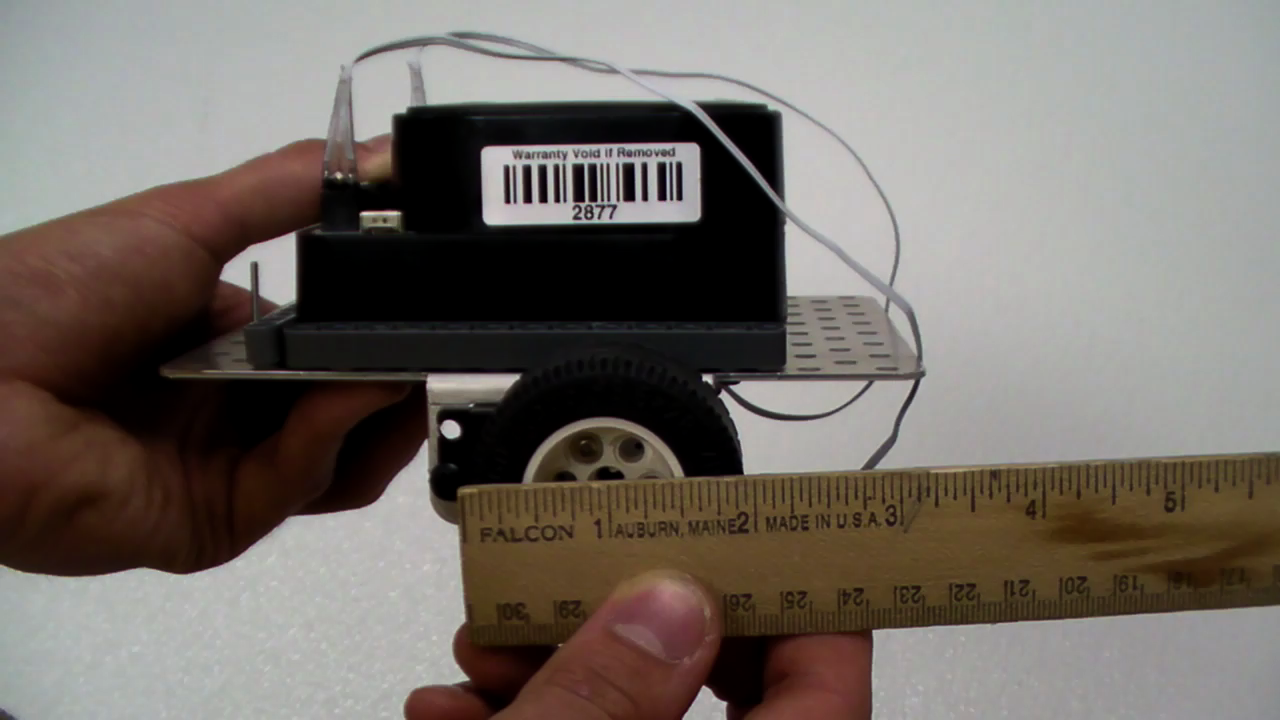 Warranty Void if Removed
2877
FALCON 1 AUBURN, MAINE 2 MADE IN U.S.A. 3 4 5
30 29 26 25 24 23 22 21 20 19 18 17